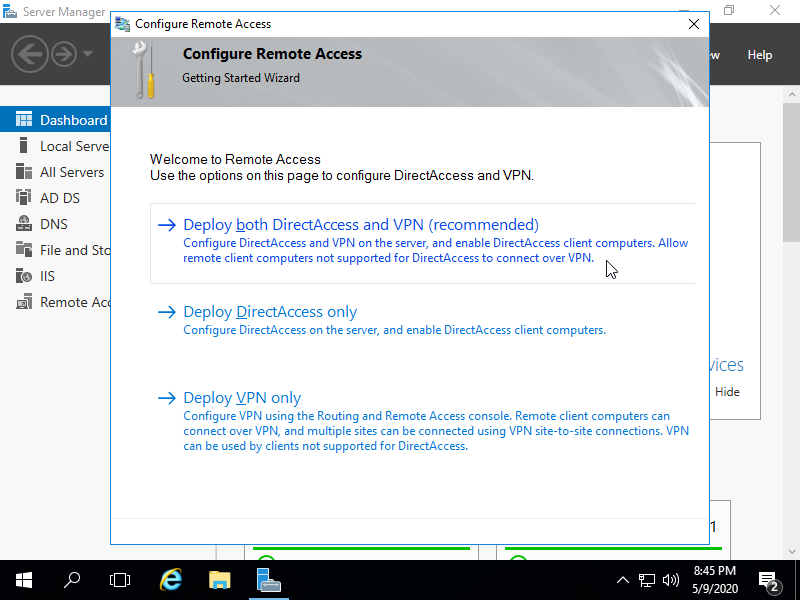 Server Manager
Configure Remote Access
Configure Remote Access
Getting Started Wizard
Help
Dashboard
Local Serve
All Servers
AD DS
DNS
File and Sto
IIS
Remote Acc
Welcome to Remote Access
Use the options on this page to configure DirectAccess and VPN.
Deploy both DirectAccess and VPN (recommended)
Configure DirectAccess and VPN on the server, and enable DirectAccess client computers. Allow
remote client computers not supported for DirectAccess to connect over VPN.
Deploy DirectAccess only
Configure DirectAccess on the server, and enable DirectAccess client computers.
Deploy VPN only
Configure VPN using the Routing and Remote Access console. Remote client computers can
connect over VPN, and multiple sites can be connected using VPN site-to-site connections. VPN
can be used by clients not supported for DirectAccess.
vices
Hide
1
8:45 PM
5/9/2020
2